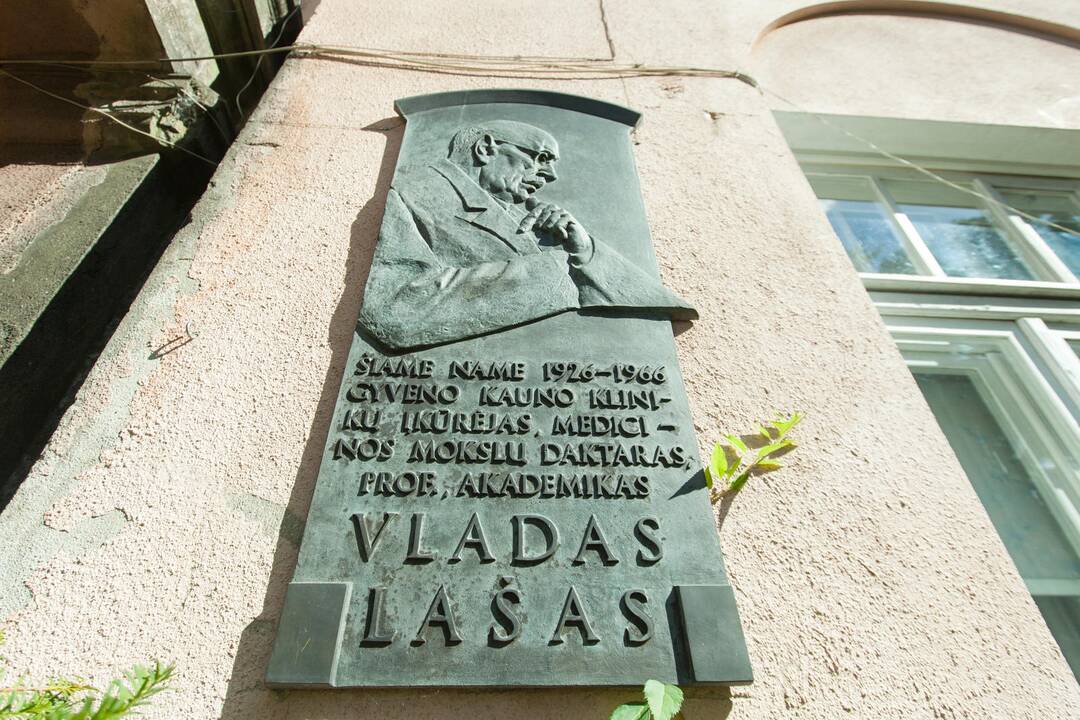 ŠIAME NAME 1926-1966
GYVENO KAUNO KLINI-
KŲ ĮKŪRĖJAS, MEDICI-
NOS MOKSLŲ DAKTARAS,
PROF., AKADEMIKAS
VLADAS
LAŠAS